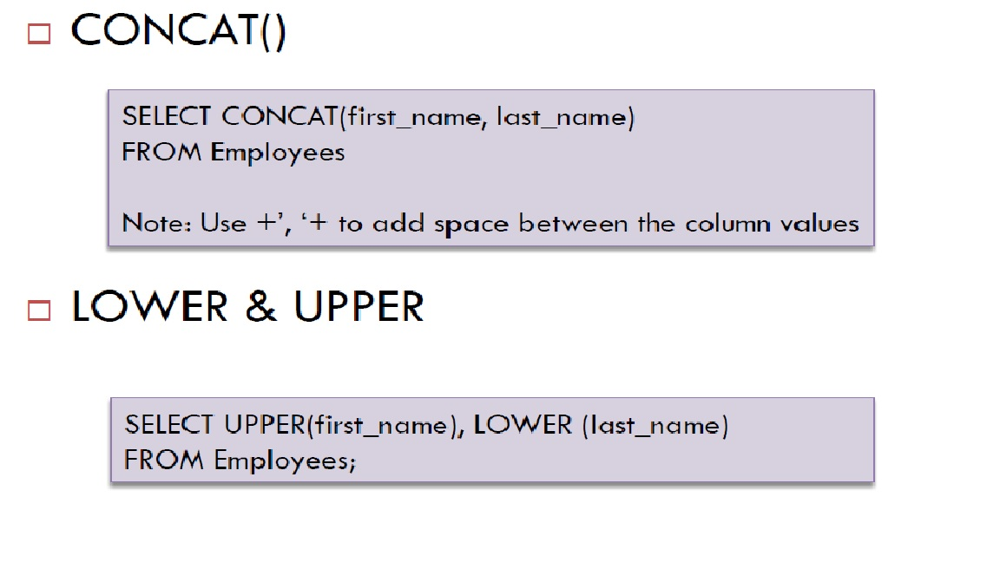 CONCAT()
SELECT CONCAT(first_name, last_name)
FROM Employees
Note: Use +’, ‘+ to add space between the column values
LOWER & UPPER
SELECT UPPER(first_name), LOWER (last_name)
FROM Employees;